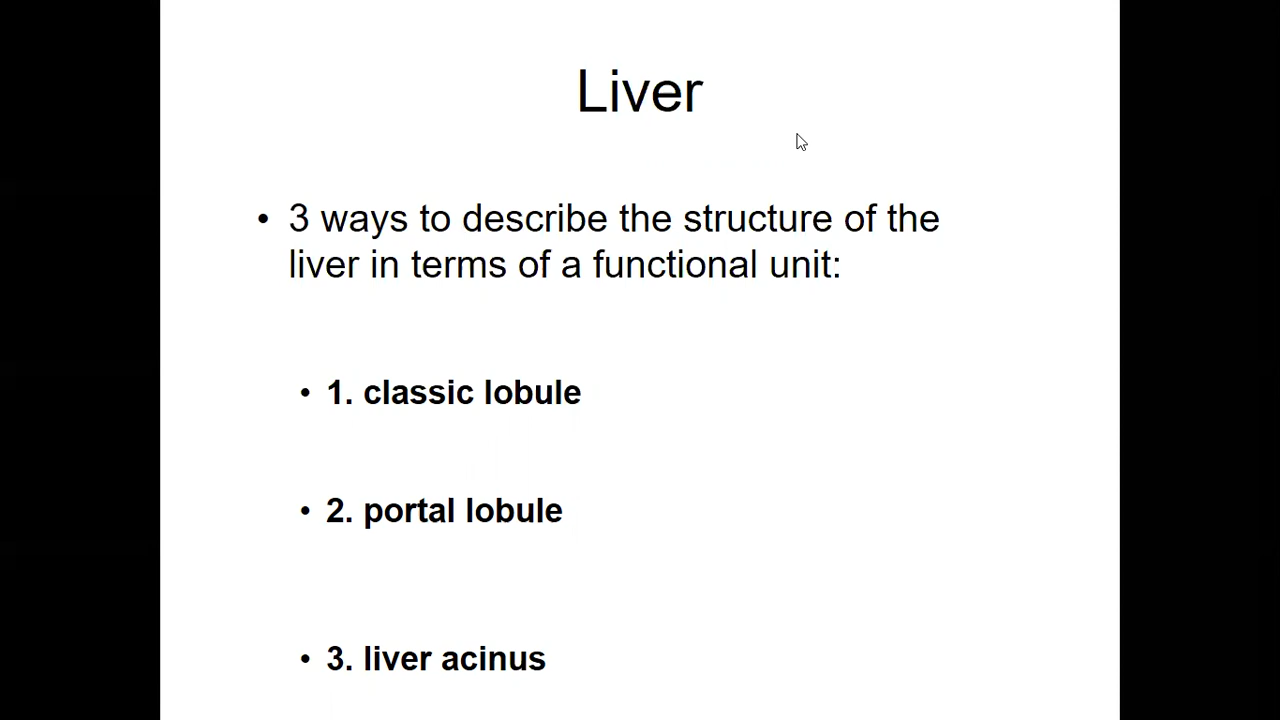 Liver
• 3 ways to describe the structure of the
liver in terms of a functional unit:
• 1. classic lobule
• 2. portal lobule
• 3. liver acinus